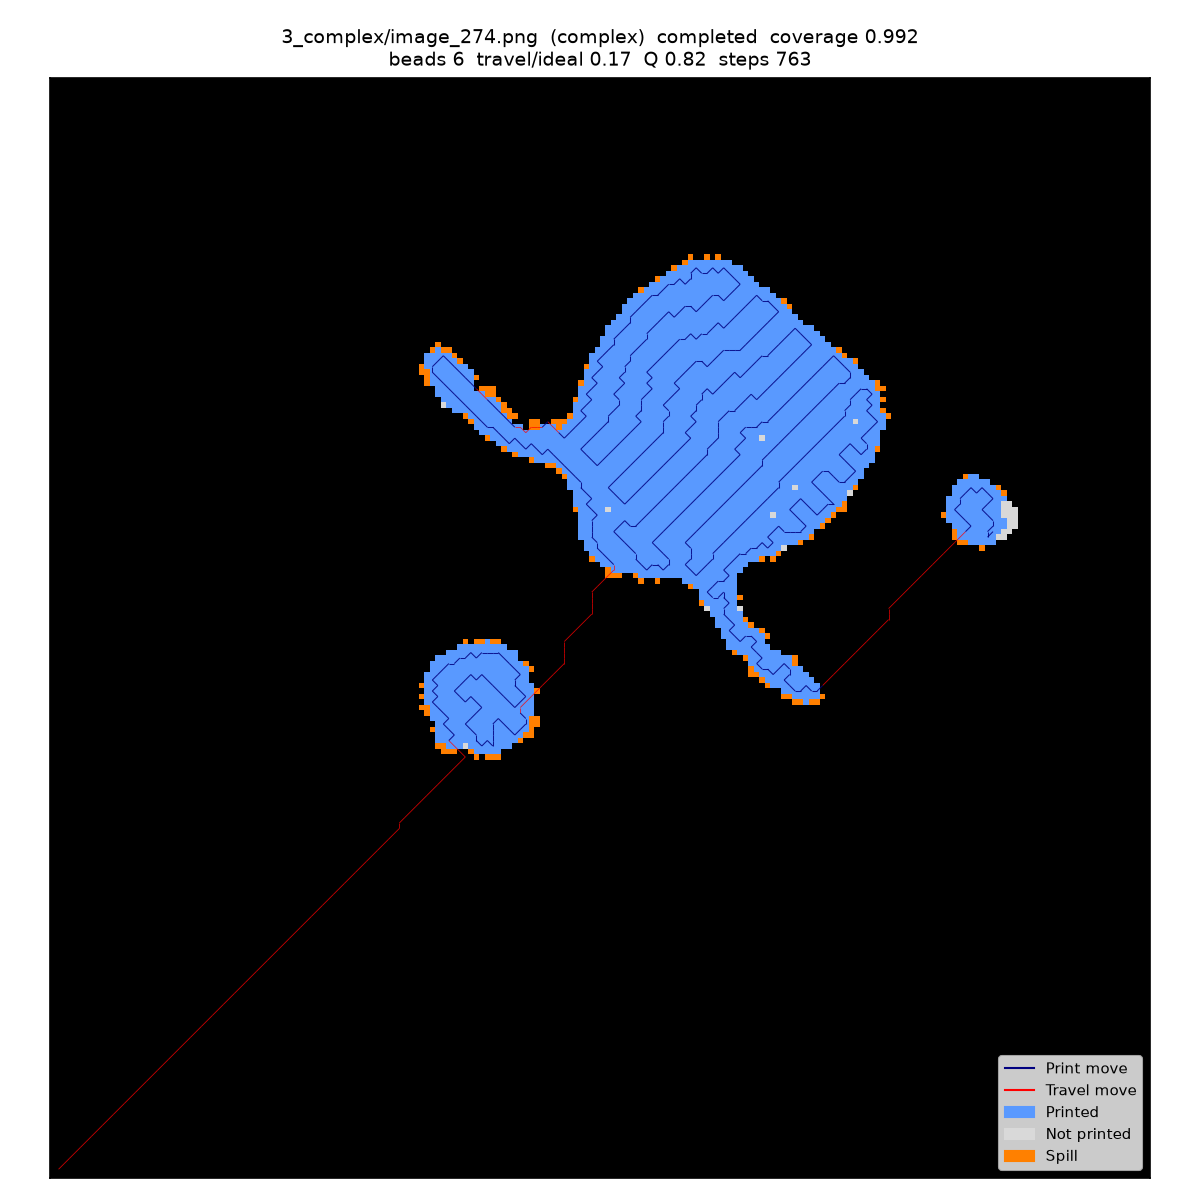 3_complex/image_274.png  (complex)  completed  coverage 0.992
beads 6  travel/ideal 0.17  Q 0.82  steps 763
Print move
Travel move
Printed
Not printed
Spill